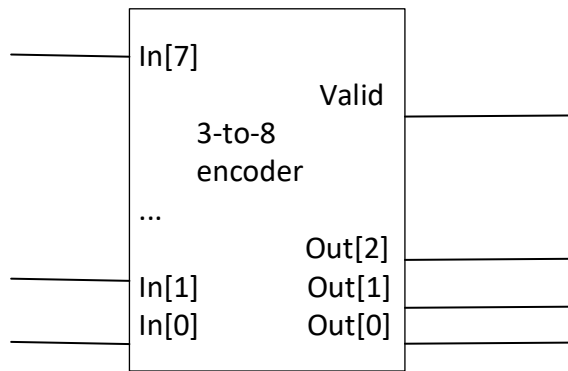 In[7]
Valid
3-to-8
encoder
...
Out[2]
In[1] Out[1]
In[0] Out[0]